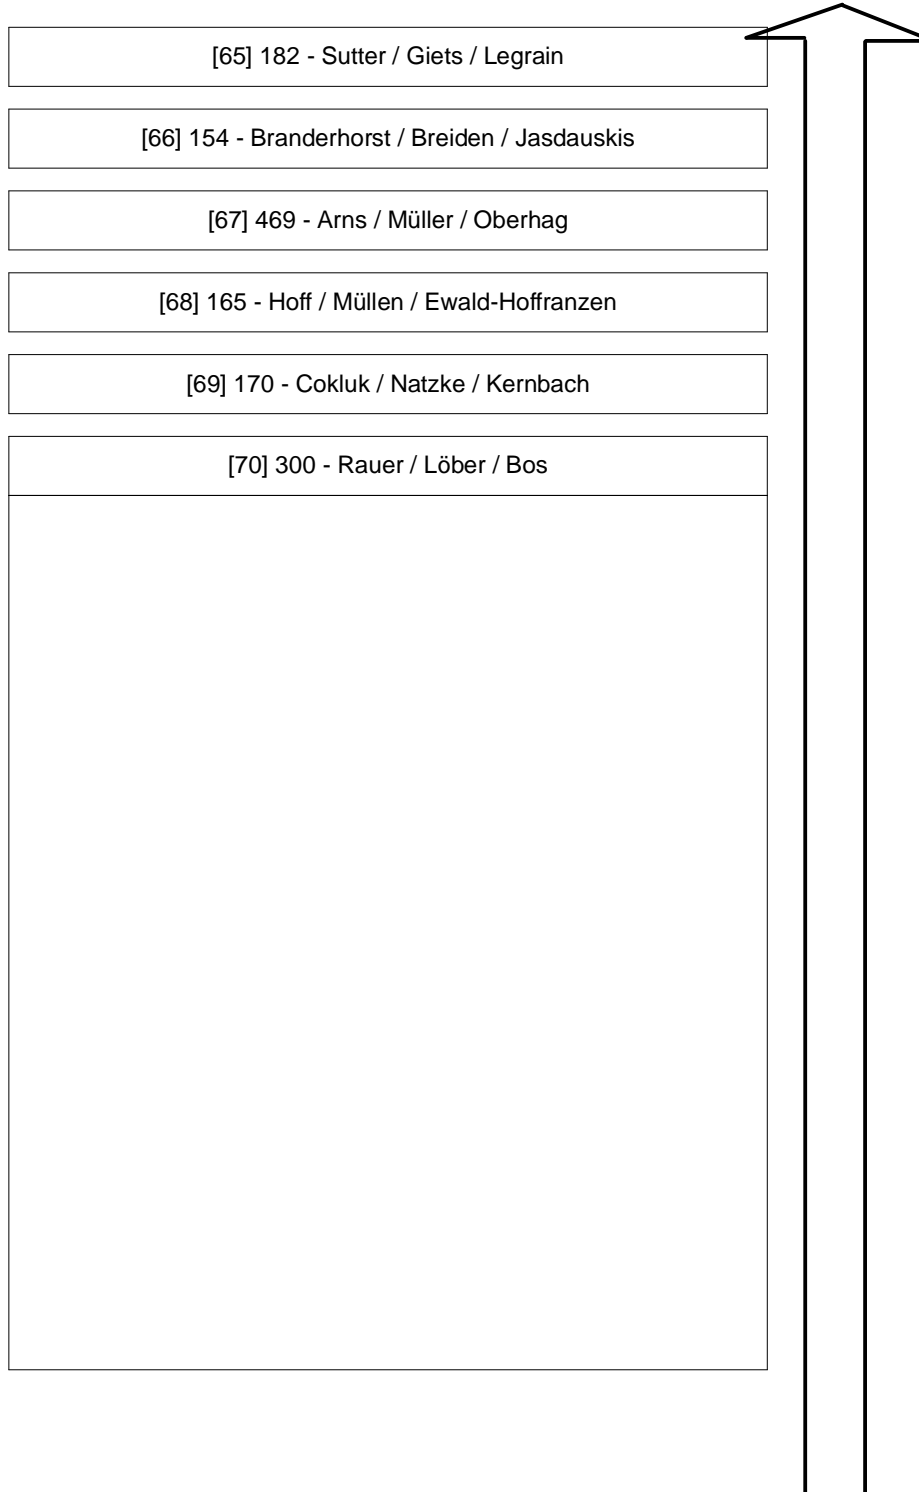 [65] 182 - Sutter / Giets / Legrain
[66] 154 - Branderhorst / Breiden / Jasdauskis
[67] 469 - Arns / Müller / Oberhag
[68] 165 - Hoff / Müllen / Ewald-Hoffranzen
[69] 170 - Cokluk / Natzke / Kernbach
[70] 300 - Rauer / Löber / Bos